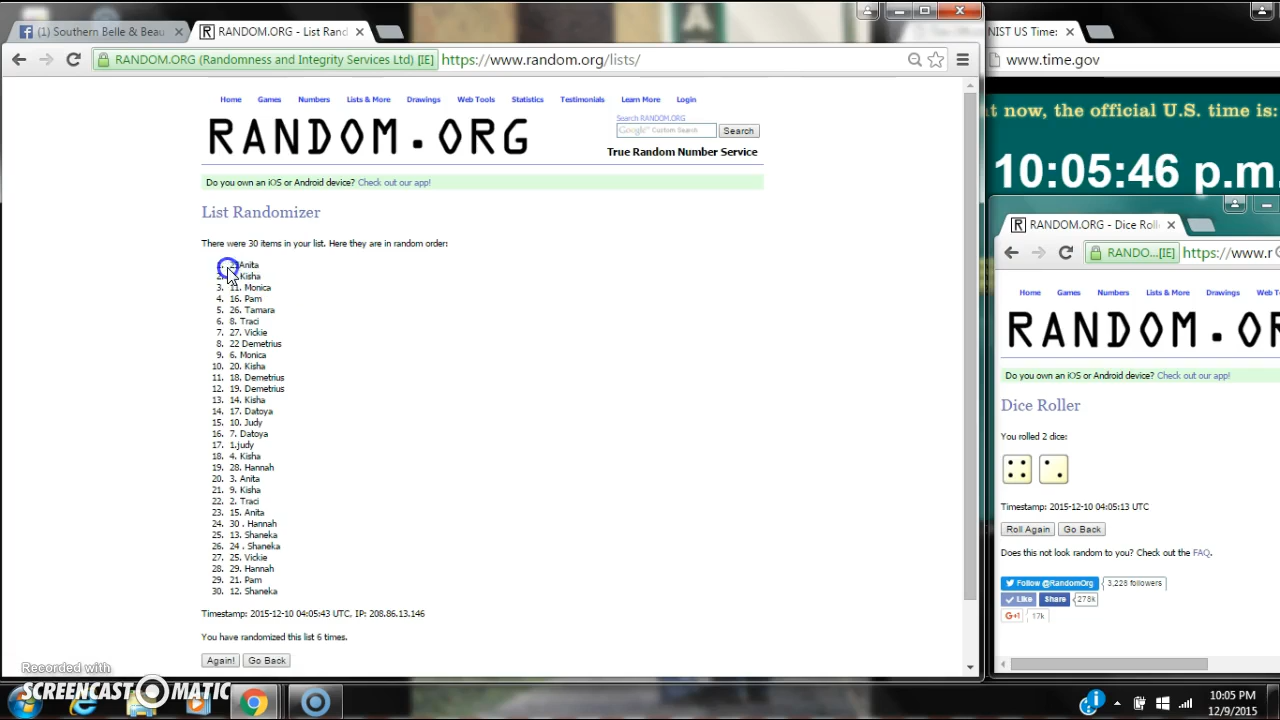 (1) Southern Belle & Beau
RANDOM.ORG - List Rand
RANDOM.ORG (Randomness and Integrity Services Ltd) [IE]
https://www.random.org/lists/
Home Games Numbers Lists & More Drawings Web Tools Statistics Testimonials Learn More Login
Search RANDOM.ORG
RANDOM.ORG
Google™ Custom Search
Search
True Random Number Service
Do you own an iOS or Android device? Check out our app!
List Randomizer
There were 30 items in your list. Here they are in random order:
Anita
Kisha
3. 11. Monica
4. 16. Pam
5. 26. Tamara
6. 8. Traci
7. 27. Vickie
8. 22 Demetrius
9. 6. Monica
10. 20. Kisha
11. 18. Demetrius
12. 19. Demetrius
13. 14. Kisha
14. 17. Datoya
15. 10. Judy
16. 7. Datoya
17. 1.judy
18. 4. Kisha
19. 28. Hannah
20. 3. Anita
21. 9. Kisha
22. 2. Traci
23. 15. Anita
24. 30 . Hannah
25. 13. Shaneka
26. 24 . Shaneka
27. 25. Vickie
28. 29. Hannah
29. 21. Pam
30. 12. Shaneka
Timestamp: 2015-12-10 04:05:43 UTC, IP: 208.86.13.146
You have randomized this list 6 times.
Again! Go Back
NIST US Time:
www.time.gov
t now, the official U.S. time is:
10:05:46 p.m.
RANDOM.ORG - Dice Roll
RANDO...[IE]
https://www.r
Home Games Numbers Lists & More Drawings Web T
RANDOM.OR
Do you own an iOS or Android device? Check out our app!
Dice Roller
You rolled 2 dice:
Timestamp: 2015-12-10 04:05:13 UTC
Roll Again Go Back
Does this not look random to you? Check out the FAQ.
Follow @RandomOrg 3,228 followers
Like Share 278k
G+1 17k
Recorded with
SCREENCAST-O-MATIC
10:05 PM
12/9/2015